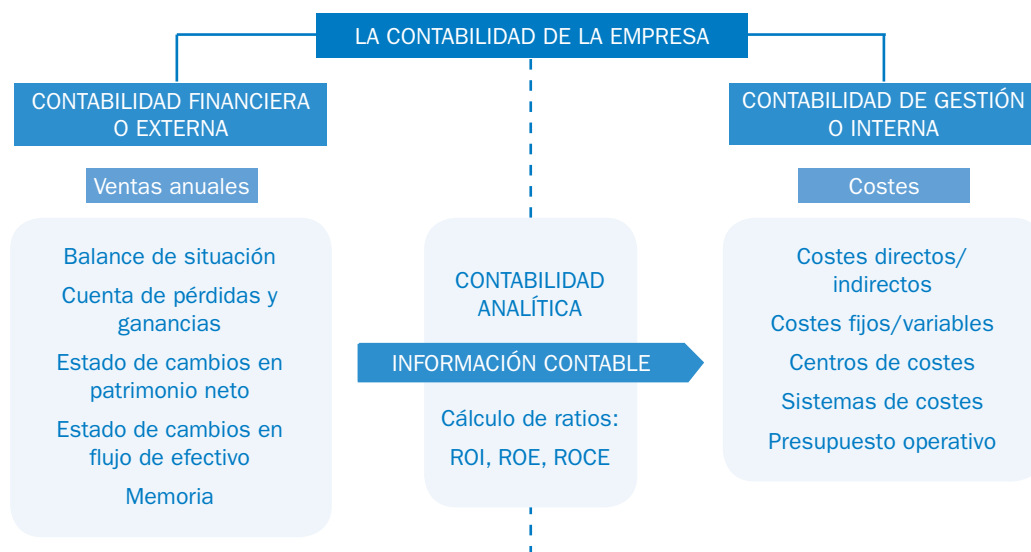 LA CONTABILIDAD DE LA EMPRESA
CONTABILIDAD FINANCIERA
O EXTERNA
Ventas anuales
Balance de situación
Cuenta de pérdidas y
ganancias
Estado de cambios en
patrimonio neto
Estado de cambios en
flujo de efectivo
Memoria
CONTABILIDAD
ANALÍTICA
INFORMACIÓN CONTABLE
Cálculo de ratios:
ROI, ROE, ROCE
CONTABILIDAD DE GESTIÓN
O INTERNA
Costes
Costes directos/
indirectos
Costes fijos/variables
Centros de costes
Sistemas de costes
Presupuesto operativo